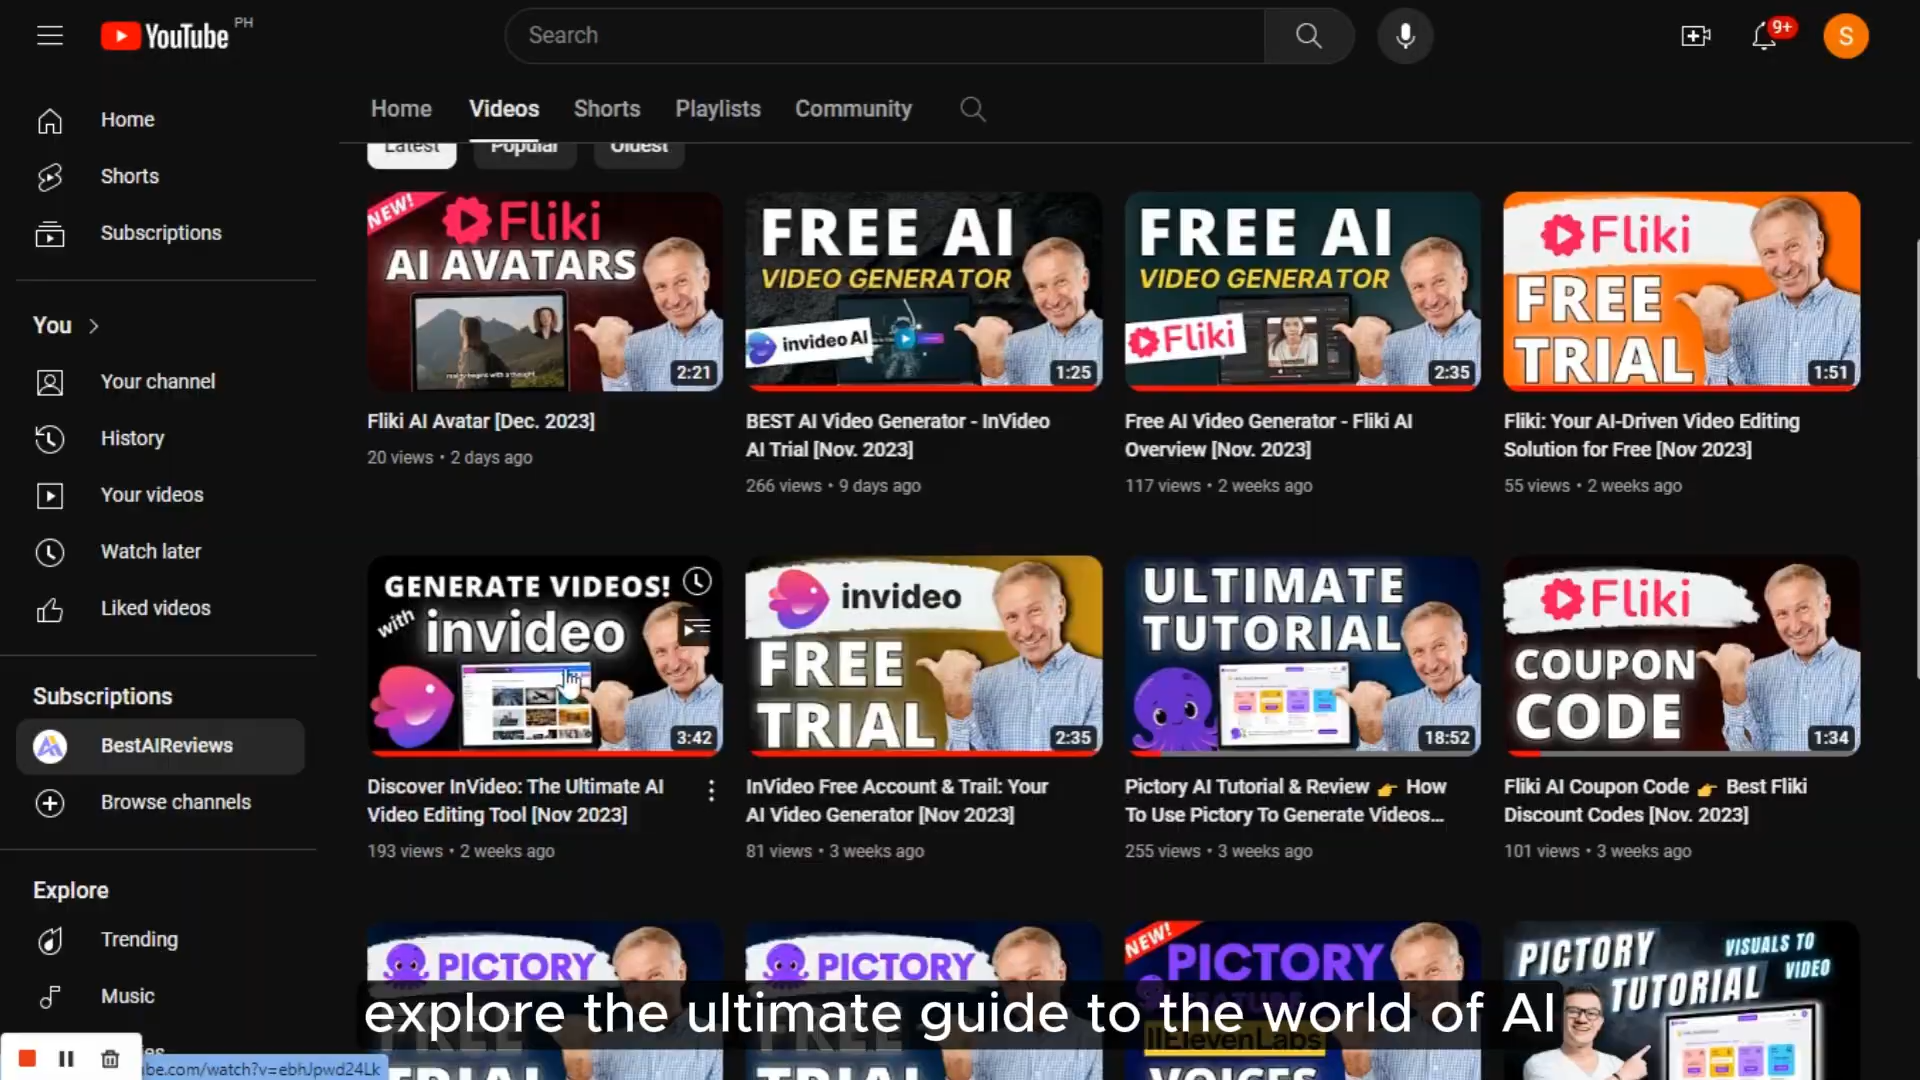 YouTube PH
Search
9+
S
Home
Shorts
Subscriptions
You
Your channel
History
Your videos
Watch later
Liked videos
Subscriptions
BestAIReviews
Browse channels
Explore
Trending
Music
be.com/watch?v=ebhJpwd24Lk
Home Videos Shorts Playlists Community
Latest Popular Oldest
NEW!
Fliki
AI AVATARS
2:21
Fliki AI Avatar [Dec. 2023]
20 views • 2 days ago
FREE AI
VIDEO GENERATOR
invideo AI
1:25
BEST AI Video Generator - InVideo
AI Trial [Nov. 2023]
266 views • 9 days ago
FREE AI
VIDEO GENERATOR
Fliki
2:35
Free AI Video Generator - Fliki AI
Overview [Nov. 2023]
117 views • 2 weeks ago
Fliki
FREE
TRIAL
1:51
Fliki: Your AI-Driven Video Editing
Solution for Free [Nov 2023]
55 views • 2 weeks ago
GENERATE VIDEOS!
with
invideo
3:42
Discover InVideo: The Ultimate AI
Video Editing Tool [Nov 2023]
193 views • 2 weeks ago
invideo
FREE
TRIAL
2:35
InVideo Free Account & Trail: Your
AI Video Generator [Nov 2023]
81 views • 3 weeks ago
ULTIMATE
TUTORIAL
18:52
Pictory AI Tutorial & Review 👉 How
To Use Pictory To Generate Videos...
255 views • 3 weeks ago
Fliki
COUPON
CODE
1:34
Fliki AI Coupon Code 👉 Best Fliki
Discount Codes [Nov. 2023]
101 views • 3 weeks ago
PICTORY
TRIAL
PICTORY
TRIAL
NEW!
PICTORY
IIElevenLabs
VOICES
PICTORY
TUTORIAL
VISUALS TO
VIDEO
explore the ultimate guide to the world of AI